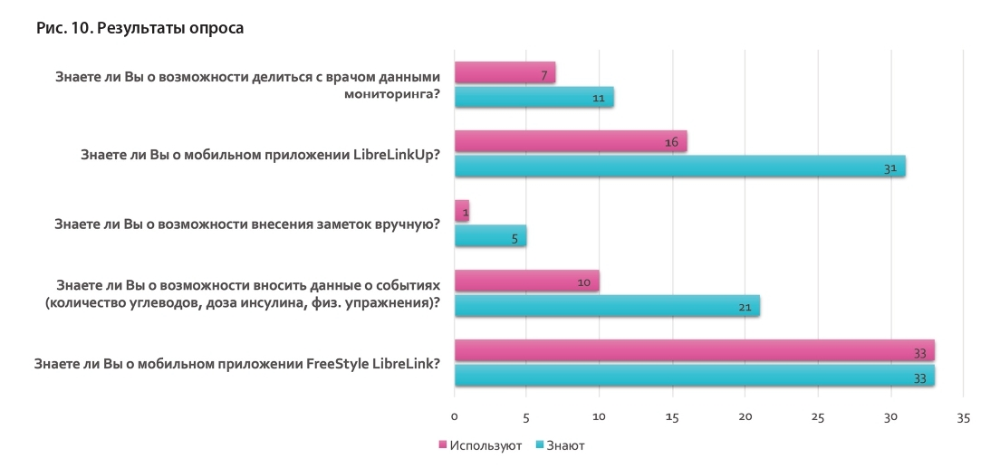 Рис. 10. Результаты опроса
Знаете ли Вы о возможности делиться с врачом данными
мониторинга?
7
11
Знаете ли Вы о мобильном приложении LibreLinkUp?
16
31
Знаете ли Вы о возможности внесения заметок вручную?
1
5
Знаете ли Вы о возможности вносить данные о событиях
(количество углеводов, доза инсулина, физ. упражнения)?
10
21
Знаете ли Вы о мобильном приложении FreeStyle LibreLink?
33
33
0 5 10 15 20 25 30 35
Используют Знают